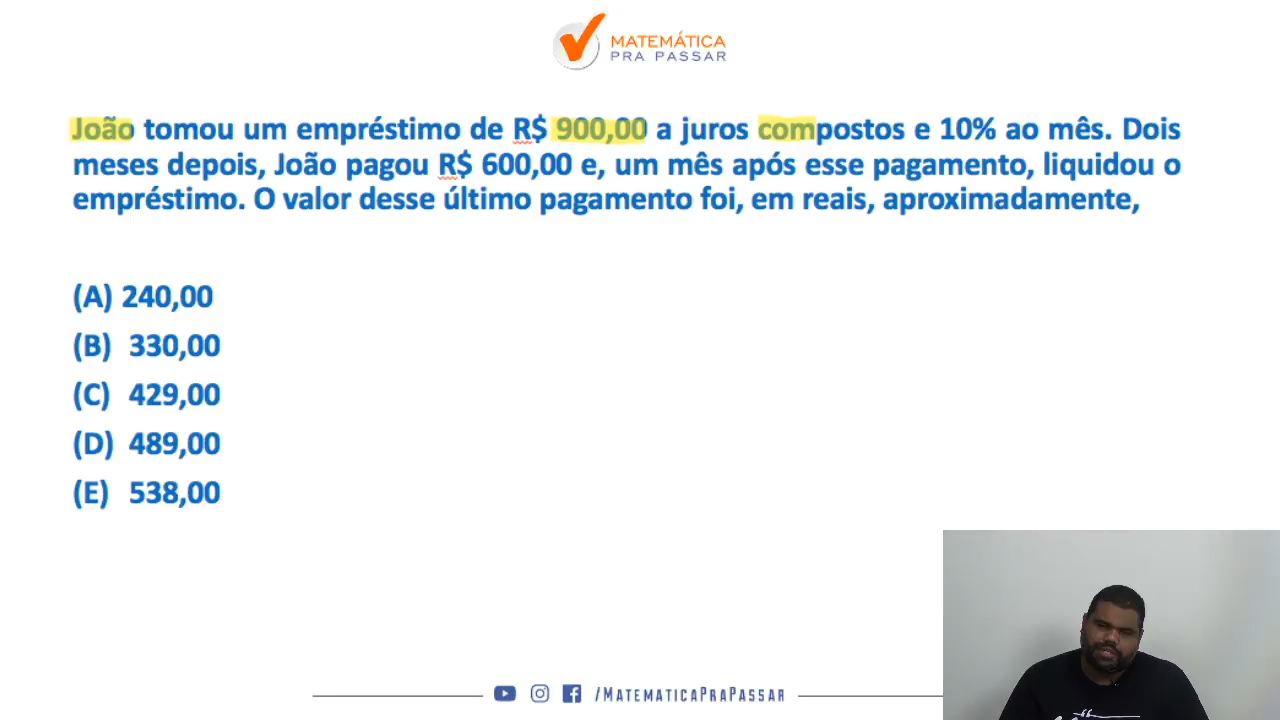 MATEMÁTICA
PRA PASSAR
João tomou um empréstimo de R$ 900,00 a juros compostos e 10% ao mês. Dois
meses depois, João pagou R$ 600,00 e, um mês após esse pagamento, liquidou o
empréstimo. O valor desse último pagamento foi, em reais, aproximadamente,
(A) 240,00
(B) 330,00
(C) 429,00
(D) 489,00
(E) 538,00
/MATEMATICAPRAPASSAR